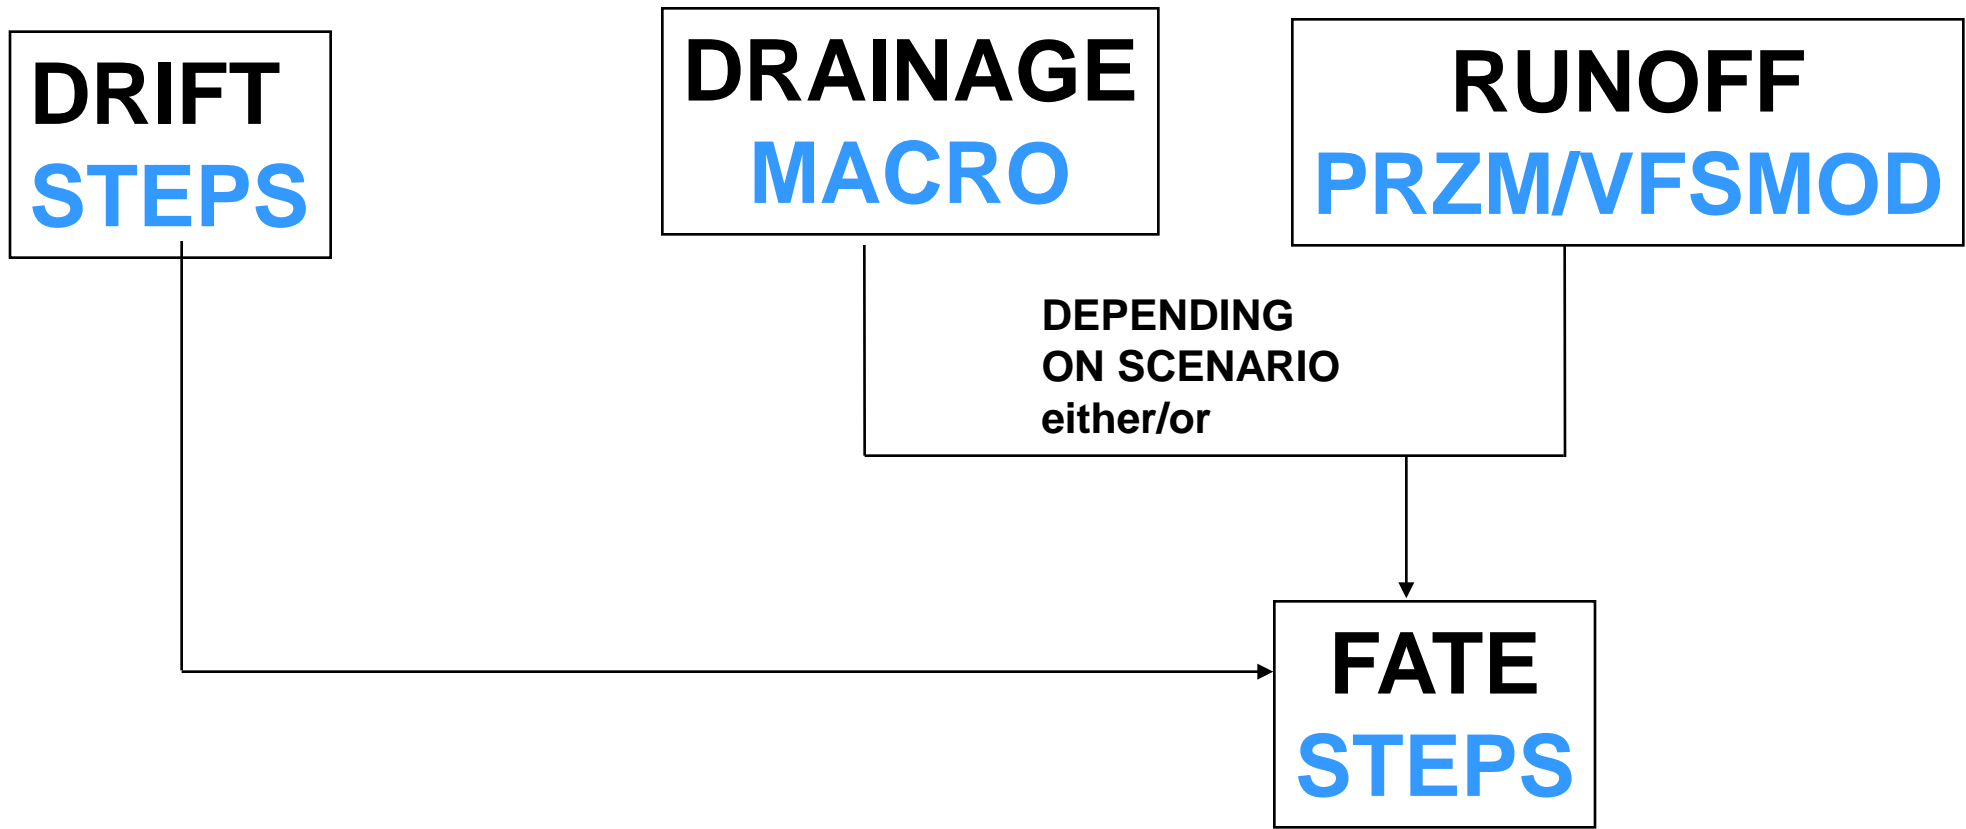 DRIFT
STEPS
DRAINAGE
MACRO
RUNOFF
PRZM/VFSMOD
DEPENDING
ON SCENARIO
either/or
FATE
STEPS